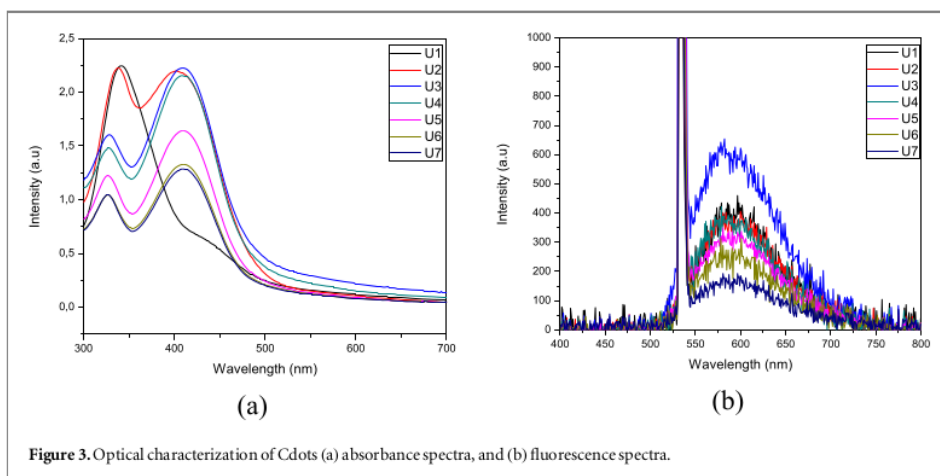 2,5
2,0
1,5
1,0
0,5
0,0
300 400 500 600 700
Intensity (a.u)
Wavelength (nm)
U1
U2
U3
U4
U5
U6
U7
(a)
1000
900
800
700
600
500
400
300
200
100
0
400 450 500 550 600 650 700 750 800
Intensity (a.u)
Wavelength (nm)
U1
U2
U3
U4
U5
U6
U7
(b)
Figure 3. Optical characterization of Cdots (a) absorbance spectra, and (b) fluorescence spectra.